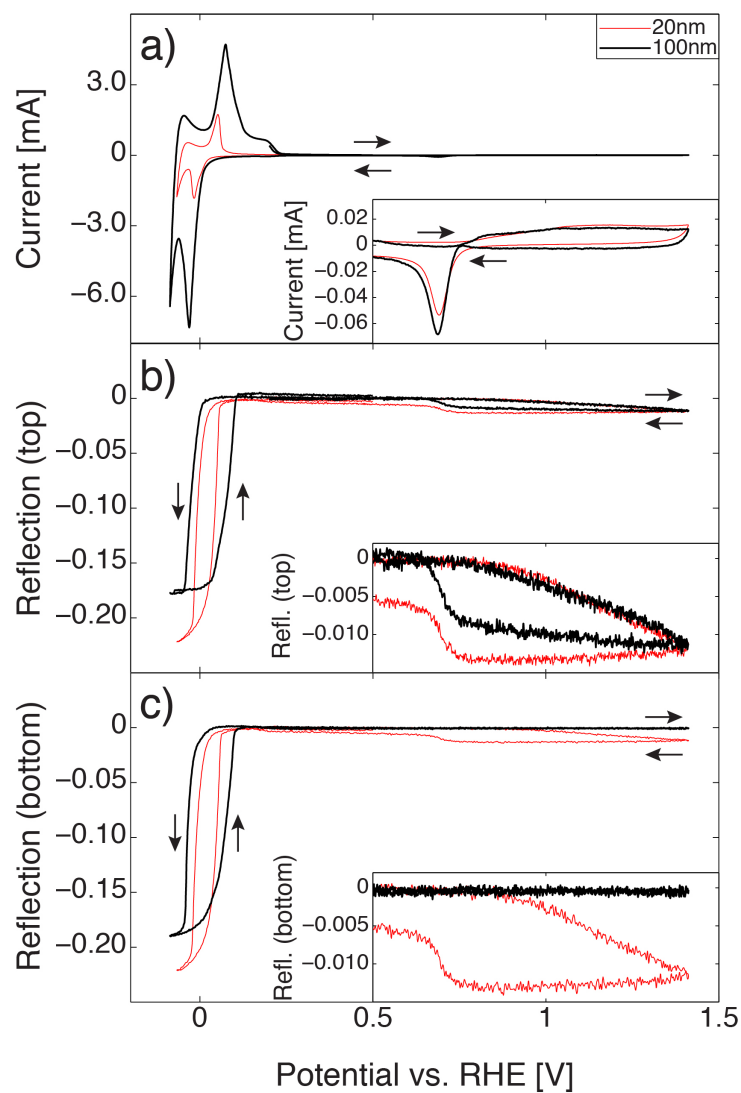 a)
20nm
100nm
Current [mA]
3.0
0
−3.0
−6.0
Current [mA]
0.02
0
−0.02
−0.04
−0.06
b)
Reflection (top)
0
−0.05
−0.10
−0.15
−0.20
Refl. (top)
0
−0.005
−0.010
c)
Reflection (bottom)
0
−0.05
−0.10
−0.15
−0.20
Refl. (bottom)
0
−0.005
−0.010
0 0.5 1 1.5
Potential vs. RHE [V]